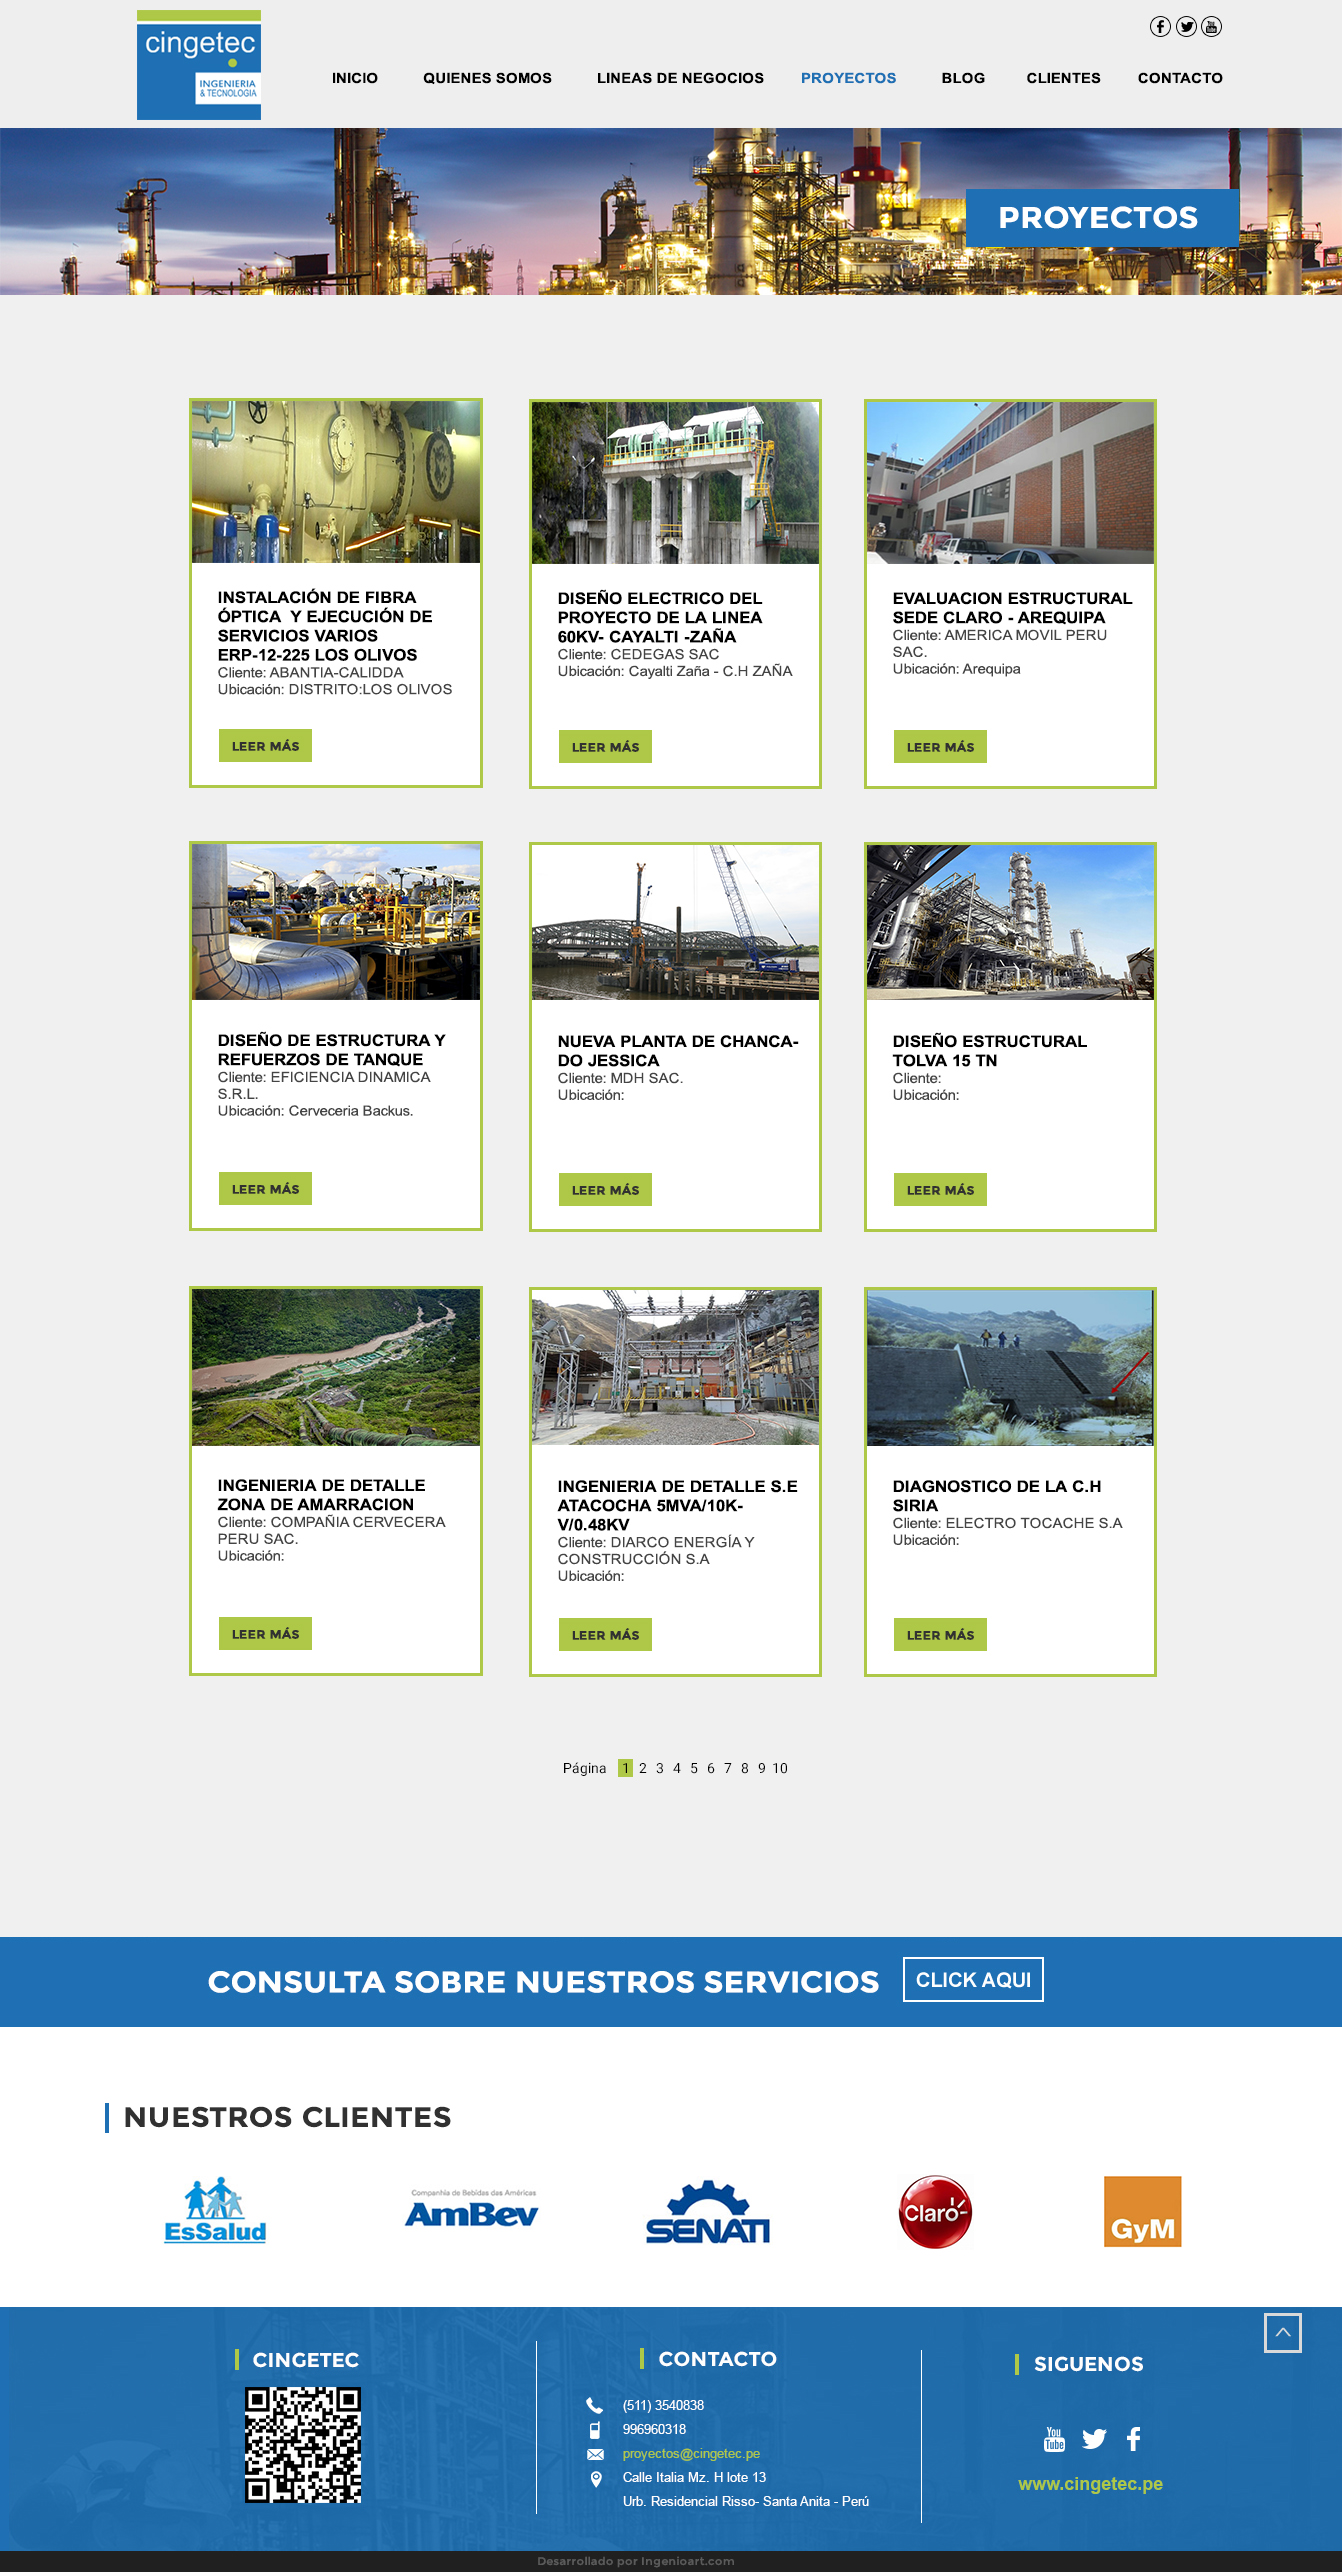 cingetec
INGENIERIA
& TECNOLOGIA
INICIO QUIENES SOMOS LINEAS DE NEGOCIOS PROYECTOS BLOG CLIENTES CONTACTO
PROYECTOS
INSTALACIÓN DE FIBRA
ÓPTICA Y EJECUCIÓN DE
SERVICIOS VARIOS
ERP-12-225 LOS OLIVOS
Cliente: ABANTIA-CALIDDA
Ubicación: DISTRITO:LOS OLIVOS
LEER MÁS
DISEÑO ELECTRICO DEL
PROYECTO DE LA LINEA
60KV- CAYALTI -ZAÑA
Cliente: CEDEGAS SAC
Ubicación: Cayalti Zaña - C.H ZAÑA
LEER MÁS
EVALUACION ESTRUCTURAL
SEDE CLARO - AREQUIPA
Cliente: AMERICA MOVIL PERU
SAC.
Ubicación: Arequipa
LEER MÁS
DISEÑO DE ESTRUCTURA Y
REFUERZOS DE TANQUE
Cliente: EFICIENCIA DINAMICA
S.R.L.
Ubicación: Cerveceria Backus.
LEER MÁS
NUEVA PLANTA DE CHANCA-
DO JESSICA
Cliente: MDH SAC.
Ubicación:
LEER MÁS
DISEÑO ESTRUCTURAL
TOLVA 15 TN
Cliente:
Ubicación:
LEER MÁS
INGENIERIA DE DETALLE
ZONA DE AMARRACION
Cliente: COMPAÑIA CERVECERA
PERU SAC.
Ubicación:
LEER MÁS
INGENIERIA DE DETALLE S.E
ATACOCHA 5MVA/10K-
V/0.48KV
Cliente: DIARCO ENERGÍA Y
CONSTRUCCIÓN S.A
Ubicación:
LEER MÁS
DIAGNOSTICO DE LA C.H
SIRIA
Cliente: ELECTRO TOCACHE S.A
Ubicación:
LEER MÁS
Página 1 2 3 4 5 6 7 8 9 10
CONSULTA SOBRE NUESTROS SERVICIOS CLICK AQUI
NUESTROS CLIENTES
EsSalud
Companhia de Bebidas das Américas
AmBev
SENATI
Claro
GyM
CINGETEC
CONTACTO
(511) 3540838
996960318
proyectos@cingetec.pe
Calle Italia Mz. H lote 13
Urb. Residencial Risso- Santa Anita - Perú
SIGUENOS
You
Tube
www.cingetec.pe
Desarrollado por Ingenioart.com